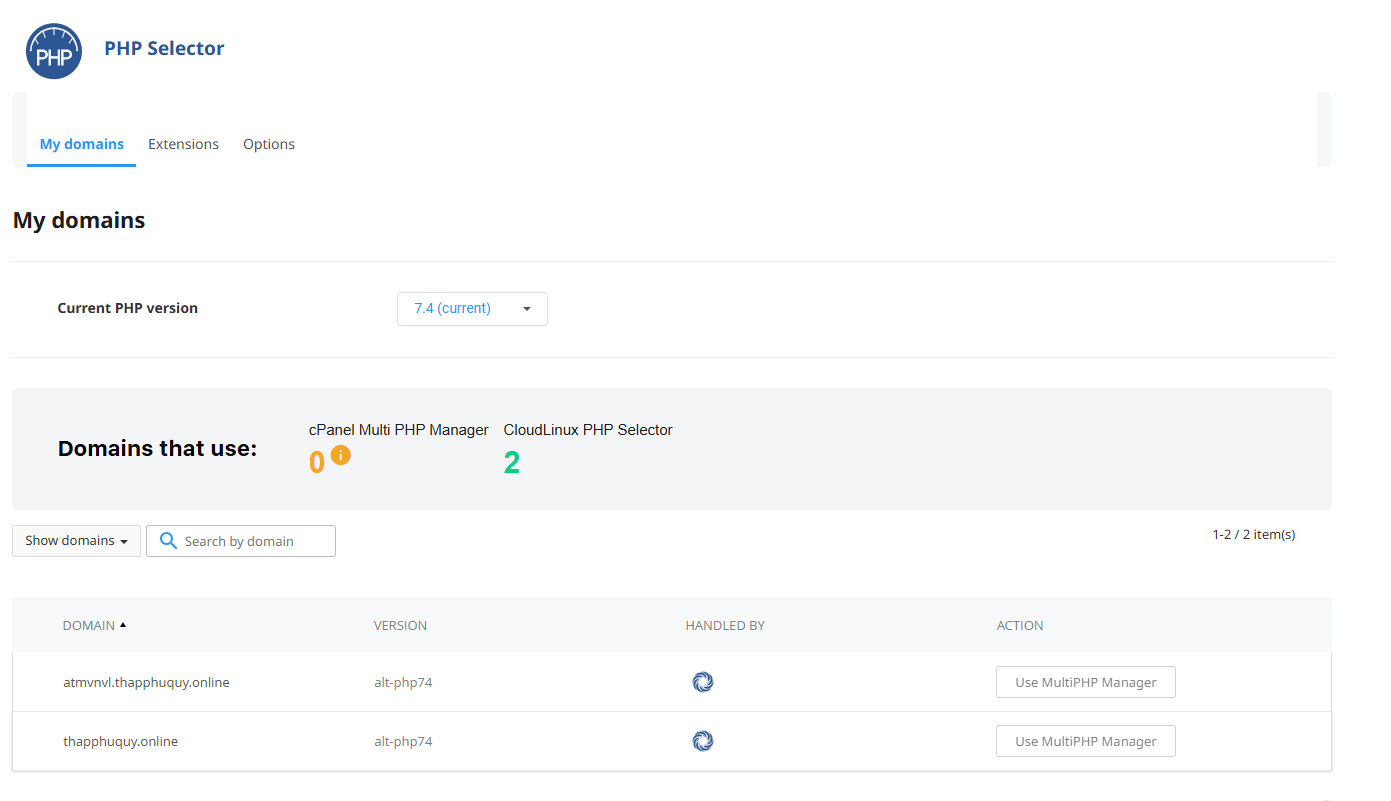 PHP
PHP Selector
My domains Extensions Options
My domains
Current PHP version 7.4 (current)
Domains that use:
cPanel Multi PHP Manager CloudLinux PHP Selector
0 i 2
Show domains Search by domain 1-2 / 2 item(s)
DOMAIN VERSION HANDLED BY ACTION
atmvnvl.thapphuquy.online alt-php74 Use MultiPHP Manager
thapphuquy.online alt-php74 Use MultiPHP Manager